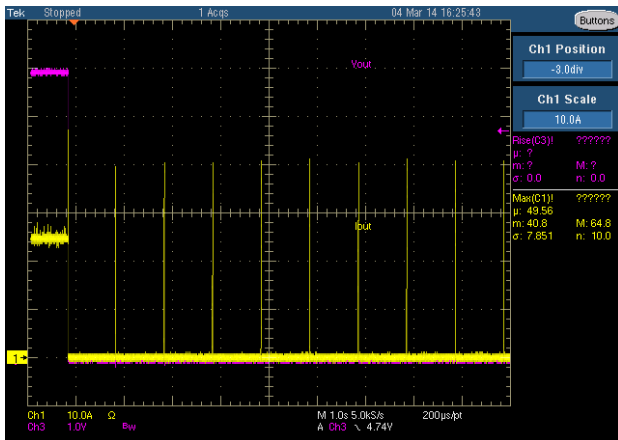 Tek Stopped 1 Acqs 04 Mar 14 16:25:43
Buttons
Ch1 Position
-3.0div
Ch1 Scale
10.0A
Vout
Rise(C3)! ??????
µ: ?
m: ? M: ?
σ: 0.0 n: 0.0
Max(C1)! ??????
µ: 49.56
m: 40.8 M: 64.8
σ: 7.851 n: 10.0
Iout
1
Ch1 10.0A Ω M 1.0s 5.0kS/s 200µs/pt
Ch3 1.0V Bw A Ch3 ∖ 4.74V